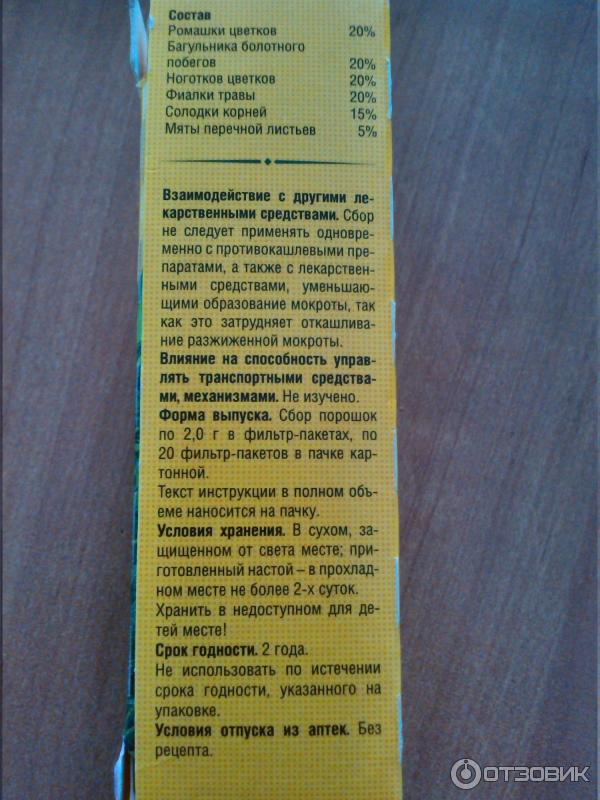 Состав
Ромашки цветков 20%
Багульника болотного
побегов 20%
Ноготков цветков 20%
Фиалки травы 20%
Солодки корней 15%
Мяты перечной листьев 5%
Взаимодействие с другими ле-
карственными средствами. Сбор
не следует применять одновре-
менно с противокашлевыми пре-
паратами, а также с лекарствен-
ными средствами, уменьшаю-
щими образование мокроты, так
как это затрудняет откашлива-
ние разжиженной мокроты.
Влияние на способность управ-
лять транспортными средства-
ми, механизмами. Не изучено.
Форма выпуска. Сбор порошок
по 2,0 г в фильтр-пакетах, по
20 фильтр-пакетов в пачке кар-
тонной.
Текст инструкции в полном объ-
еме наносится на пачку.
Условия хранения. В сухом, за-
щищенном от света месте; при-
готовленный настой – в прохлад-
ном месте не более 2-х суток.
Хранить в недоступном для де-
тей месте!
Срок годности. 2 года.
Не использовать по истечении
срока годности, указанного на
упаковке.
Условия отпуска из аптек. Без
рецепта.
ОТЗОВИК